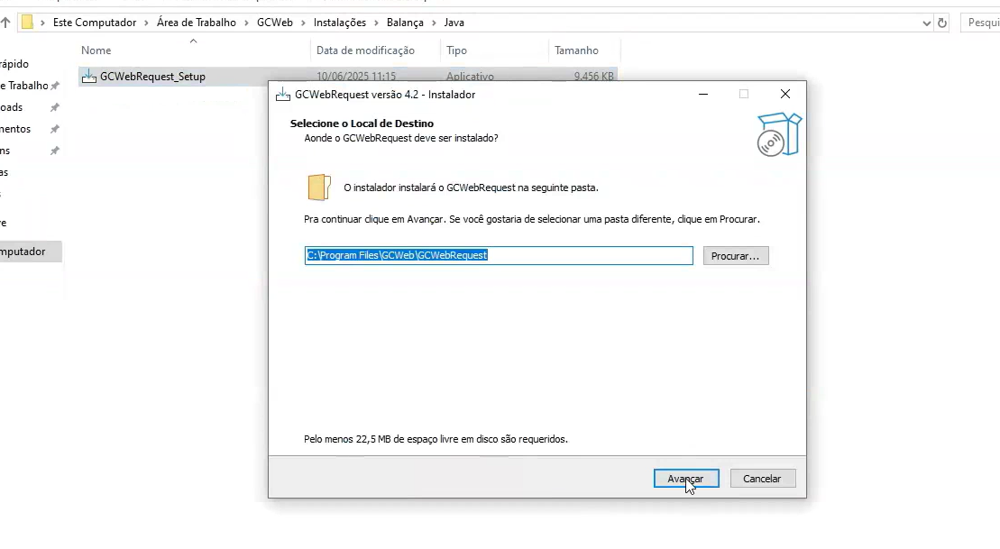 Este Computador > Área de Trabalho > GCWeb > Instalações > Balança > Java
Pesqui
Nome
Data de modificação
Tipo
Tamanho
GCWebRequest_Setup
10/06/2025 11:15
Aplicativo
9.456 KB
rápido
e Trabalho
oads
mentos
ns
as
s
re
mputador
GCWebRequest versão 4.2 - Instalador
Selecione o Local de Destino
Aonde o GCWebRequest deve ser instalado?
O instalador instalará o GCWebRequest na seguinte pasta.
Pra continuar clique em Avançar. Se você gostaria de selecionar uma pasta diferente, clique em Procurar.
C:\Program Files\GCWeb\GCWebRequest
Procurar...
Pelo menos 22,5 MB de espaço livre em disco são requeridos.
Avançar
Cancelar